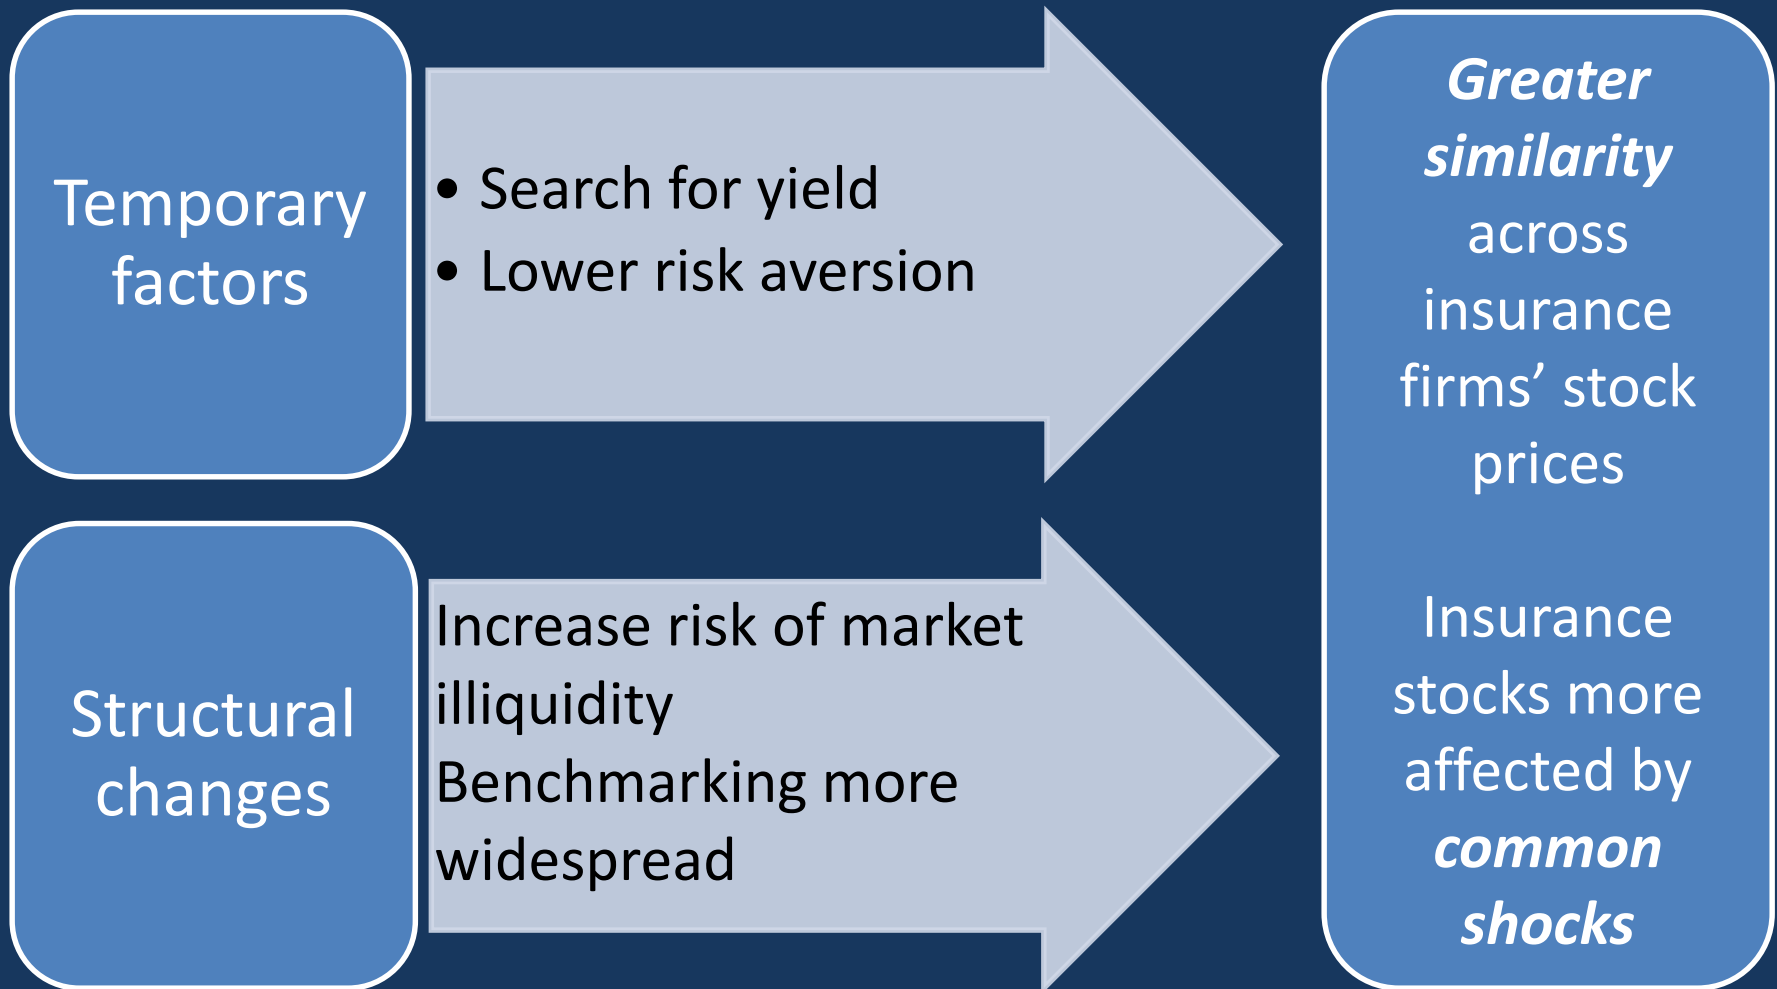 Temporary
factors
• Search for yield
• Lower risk aversion
Structural
changes
Increase risk of market
illiquidity
Benchmarking more
widespread
Greater
similarity
across
insurance
firms’ stock
prices
Insurance
stocks more
affected by
common
shocks